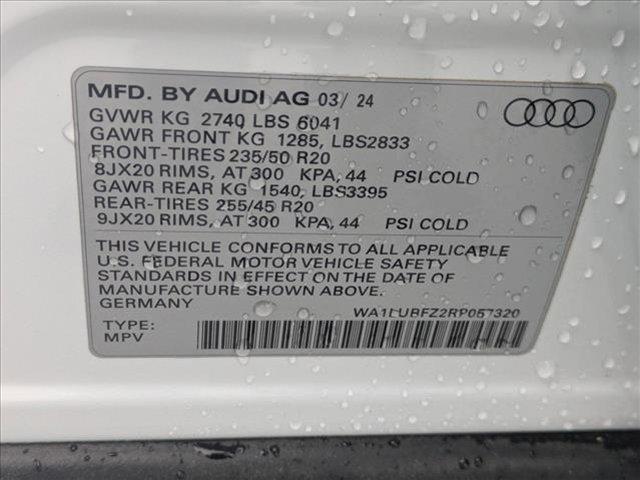 MFD. BY AUDI AG 03/ 24
GVWR KG 2740 LBS 6041
GAWR FRONT KG 1285, LBS2833
FRONT-TIRES 235/50 R20
8JX20 RIMS, AT 300 KPA, 44 PSI COLD
GAWR REAR KG 1540, LBS3395
REAR-TIRES 255/45 R20
9JX20 RIMS, AT 300 KPA, 44 PSI COLD
THIS VEHICLE CONFORMS TO ALL APPLICABLE
U.S. FEDERAL MOTOR VEHICLE SAFETY
STANDARDS IN EFFECT ON THE DATE OF
MANUFACTURE SHOWN ABOVE.
GERMANY
WA1LUBFZ2RP057320
TYPE:
MPV